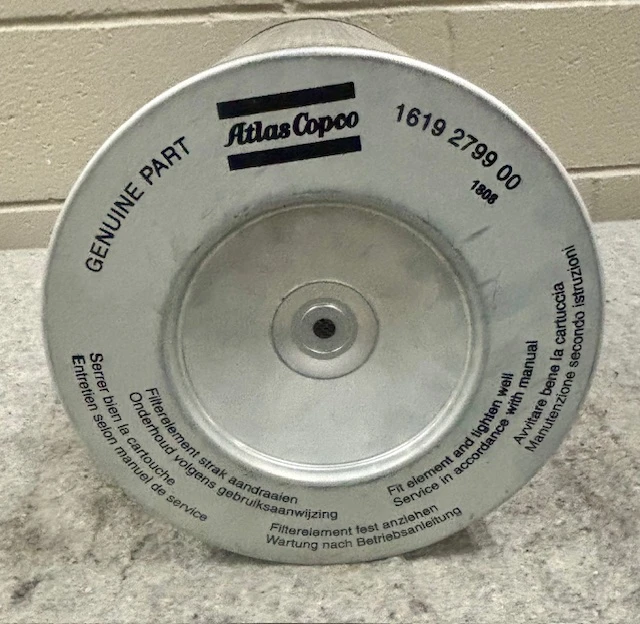 GENUINE PART
Atlas Copco
1619 2799 00
1808
Serrer bien la cartouche
Entretien selon manuel de service
Filterelement strak aandraaien
Onderhoud volgens gebruiksaanwijzing
Filterelement fest anziehen
Wartung nach Betriebsanleitung
Fit element and tighten well
Service in accordance with manual
Avvitare bene la cartuccia
Manutenzione secondo istruzioni